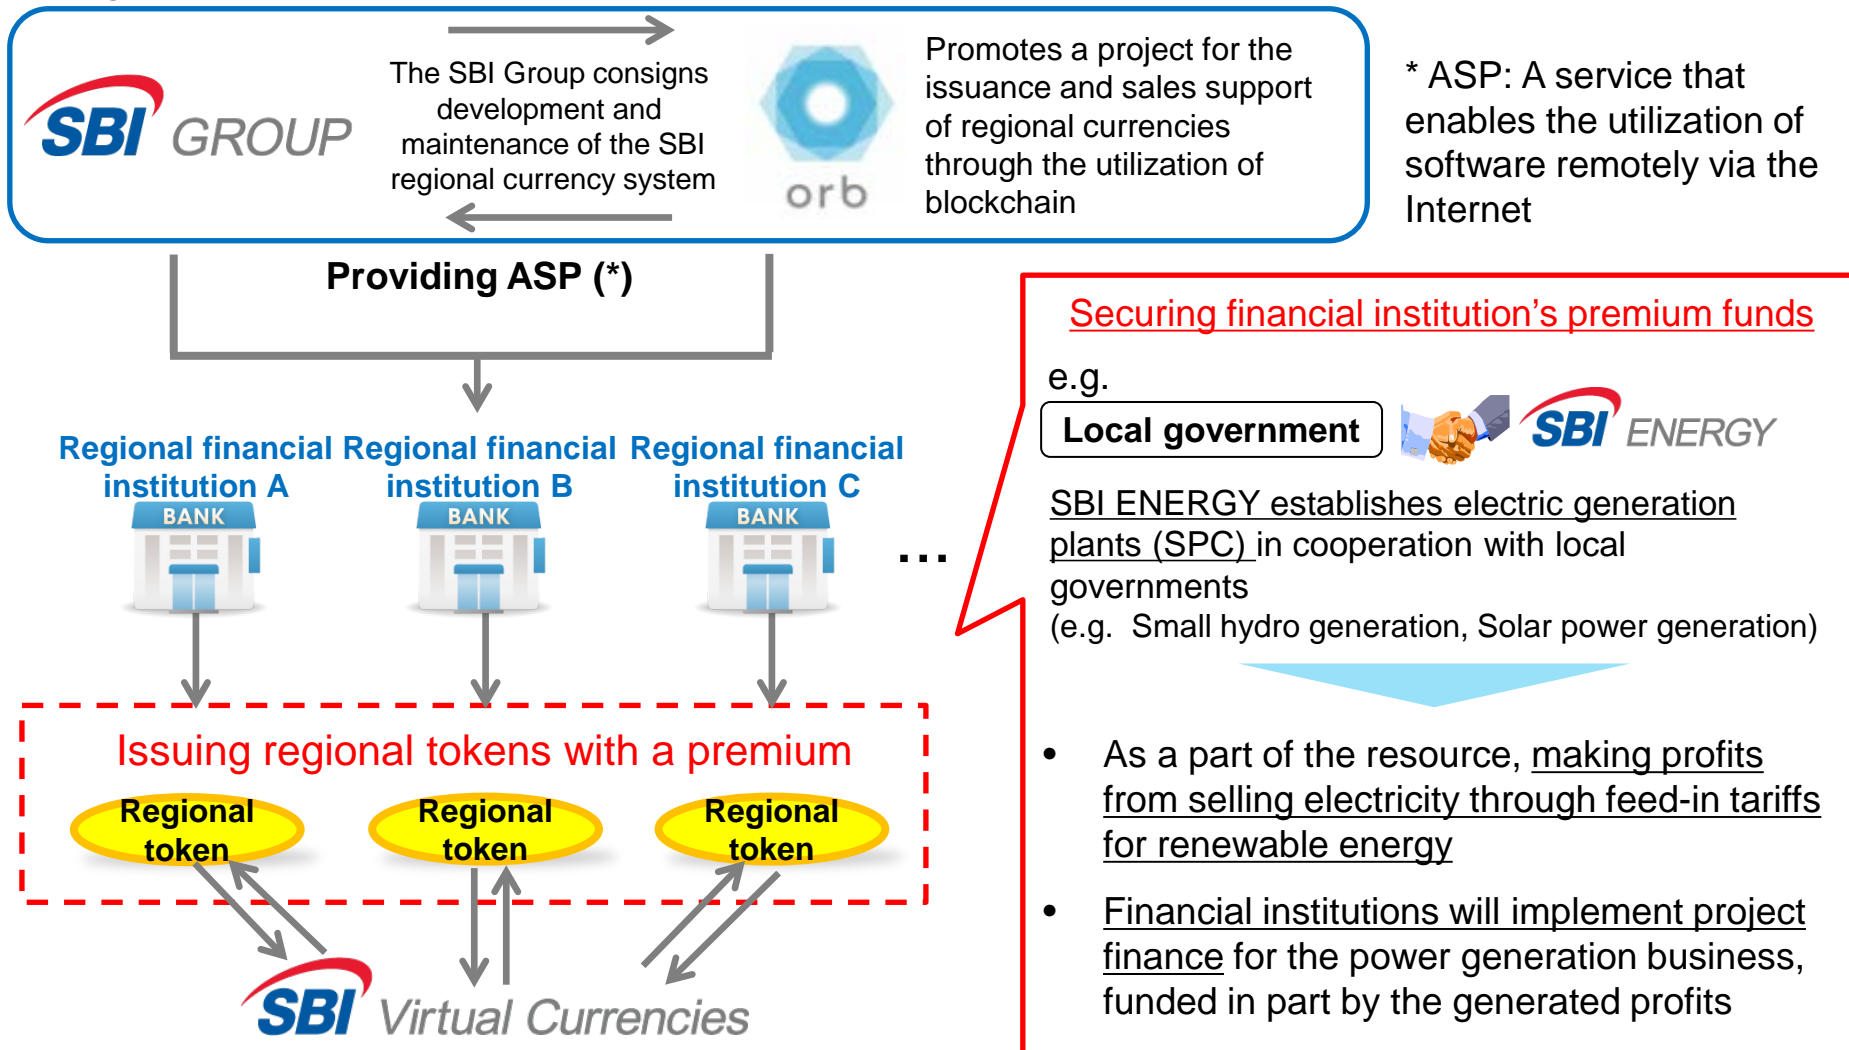 SBI GROUP
The SBI Group consigns
development and
maintenance of the SBI
regional currency system
orb
Promotes a project for the
issuance and sales support
of regional currencies
through the utilization of
blockchain
* ASP: A service that
enables the utilization of
software remotely via the
Internet
Providing ASP (*)
Regional financial
institution A
Regional financial
institution B
Regional financial
institution C
BANK
BANK
BANK
...
Issuing regional tokens with a premium
Regional
token
Regional
token
Regional
token
SBI Virtual Currencies
Securing financial institution’s premium funds
e.g.
Local government
SBI ENERGY
SBI ENERGY establishes electric generation
plants (SPC) in cooperation with local
governments
(e.g. Small hydro generation, Solar power generation)
• As a part of the resource, making profits
from selling electricity through feed-in tariffs
for renewable energy
• Financial institutions will implement project
finance for the power generation business,
funded in part by the generated profits